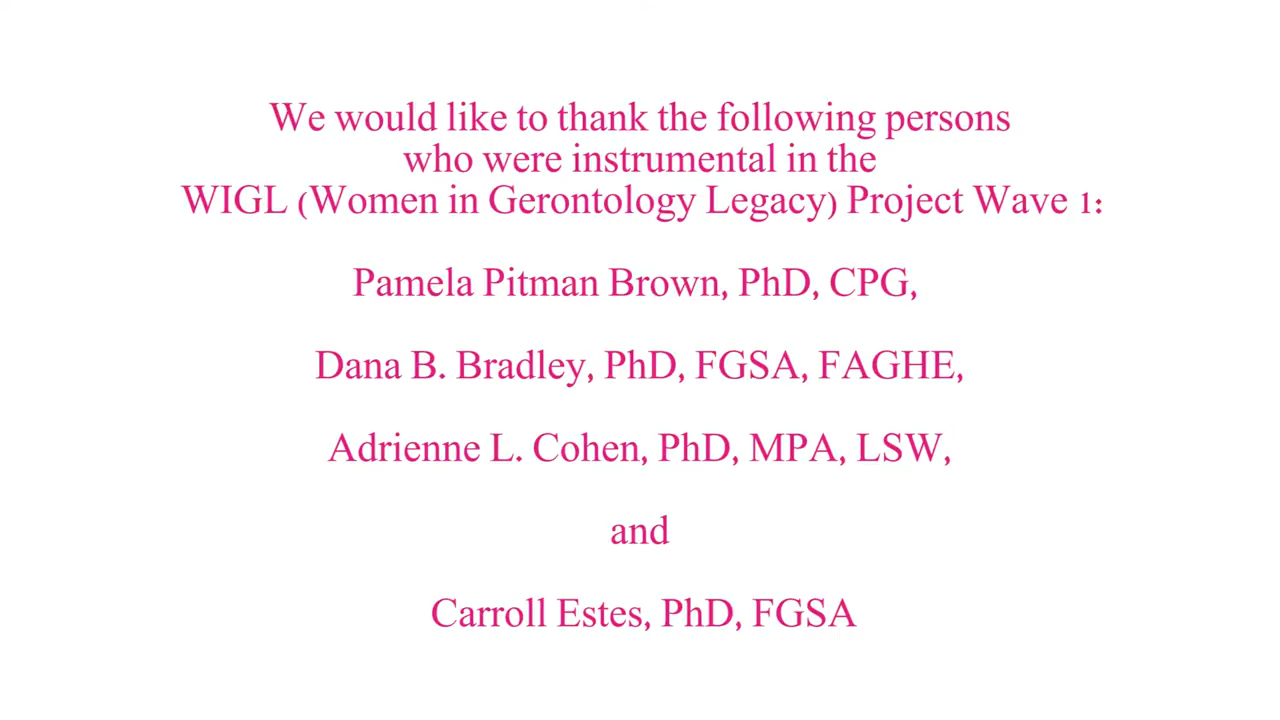 We would like to thank the following persons
who were instrumental in the
WIGL (Women in Gerontology Legacy) Project Wave 1:
Pamela Pitman Brown, PhD, CPG,
Dana B. Bradley, PhD, FGSA, FAGHE,
Adrienne L. Cohen, PhD, MPA, LSW,
and
Carroll Estes, PhD, FGSA